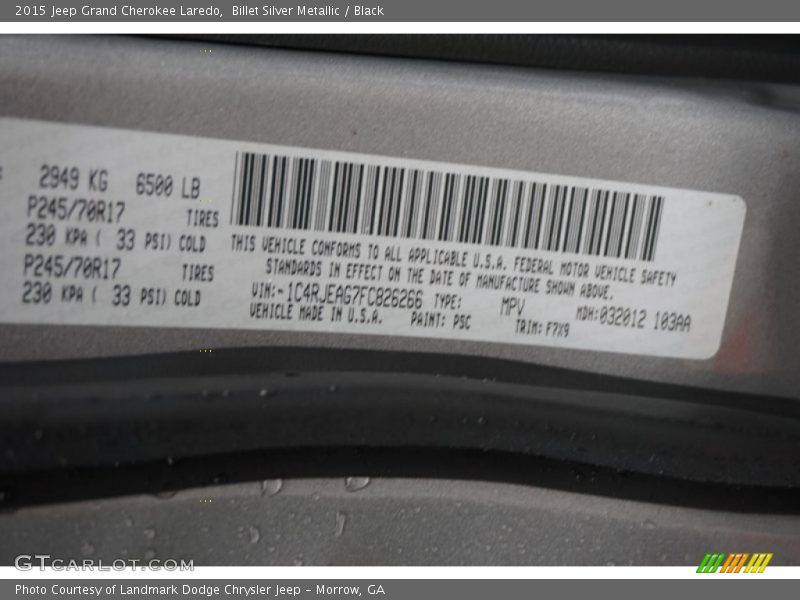 2015 Jeep Grand Cherokee Laredo, Billet Silver Metallic / Black
2949 KG 6500 LB
P245/70R17 TIRES
230 KPA ( 33 PSI) COLD
P245/70R17 TIRES
230 KPA ( 33 PSI) COLD
THIS VEHICLE CONFORMS TO ALL APPLICABLE U.S.A. FEDERAL MOTOR VEHICLE SAFETY
STANDARDS IN EFFECT ON THE DATE OF MANUFACTURE SHOWN ABOVE.
VIN:-1C4RJEAG7FC826266 TYPE: MPV MDH:032012 103AA
VEHICLE MADE IN U.S.A. PAINT: PSC TRIM: F7X9
GTCARLOT.COM
Photo Courtesy of Landmark Dodge Chrysler Jeep - Morrow, GA